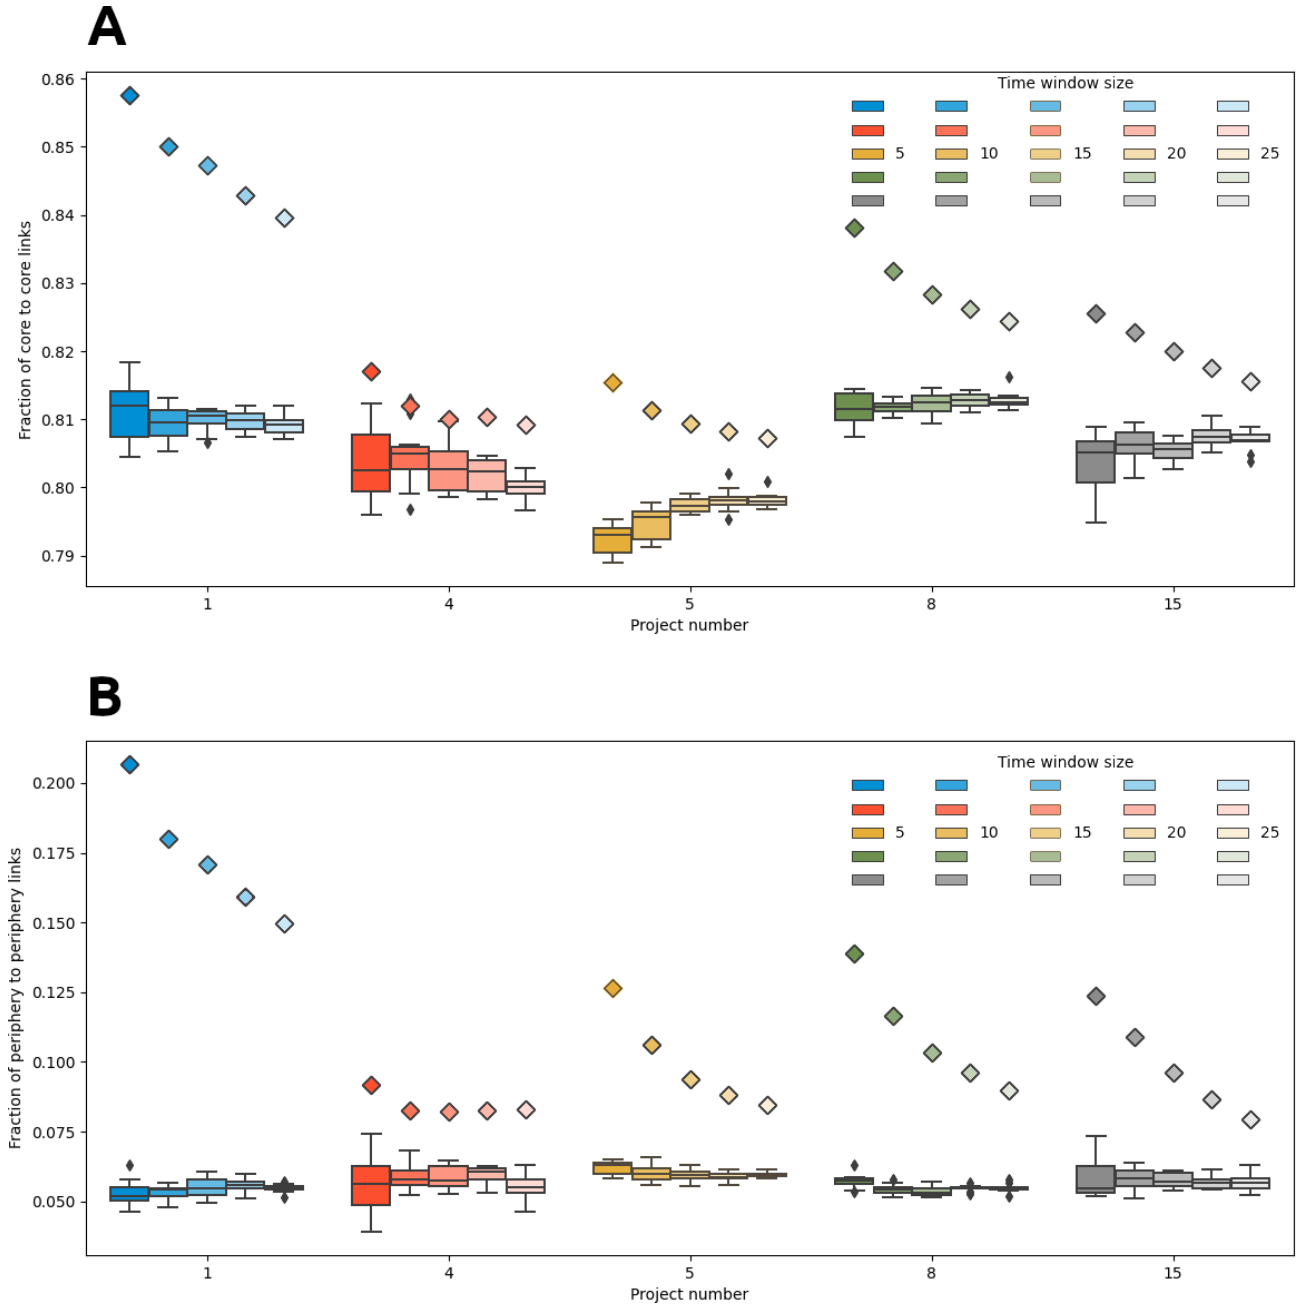 A
Fraction of core to core links
0.86
0.85
0.84
0.83
0.82
0.81
0.80
0.79
Time window size
5 10 15 20 25
1 4 5 8 15
Project number
B
Fraction of periphery to periphery links
0.200
0.175
0.150
0.125
0.100
0.075
0.050
Time window size
5 10 15 20 25
1 4 5 8 15
Project number